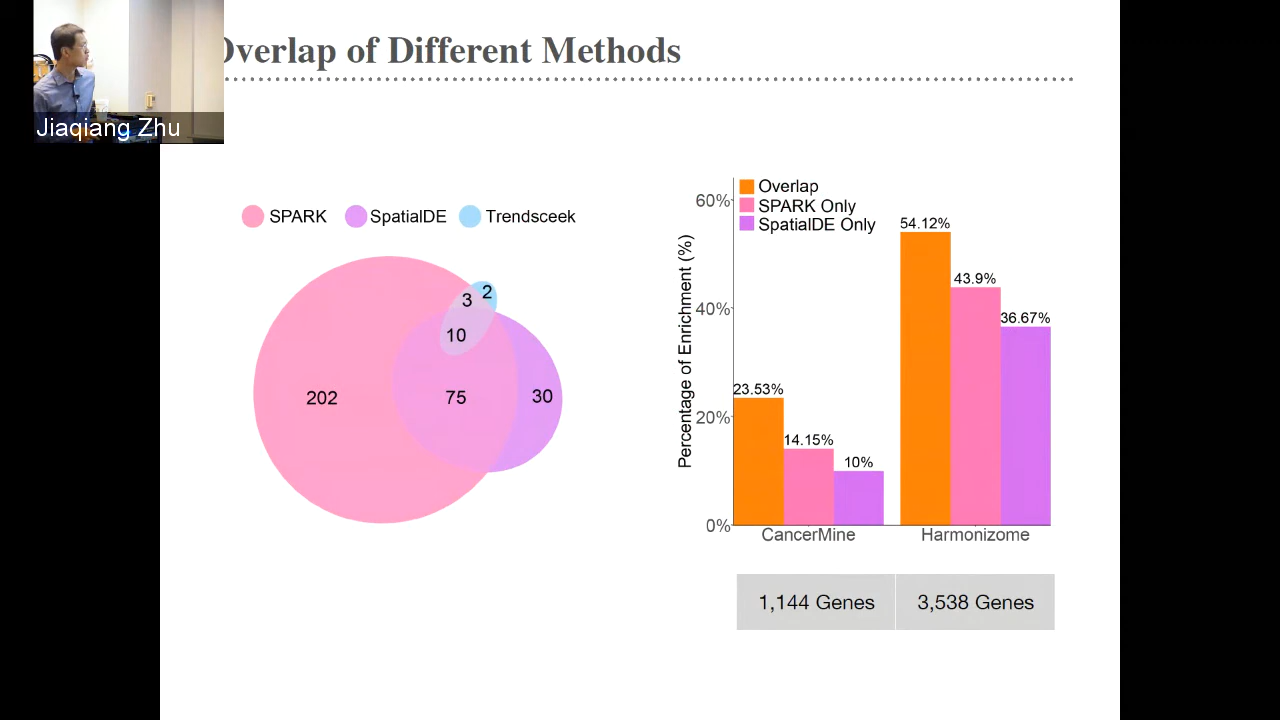 Overlap of Different Methods
Jiaqiang Zhu
SPARK SpatialDE Trendsceek
3 2
10
202 75 30
Overlap
SPARK Only
SpatialDE Only
Percentage of Enrichment (%)
60%
40%
20%
0%
23.53% 14.15% 10%
54.12% 43.9% 36.67%
CancerMine Harmonizome
1,144 Genes 3,538 Genes